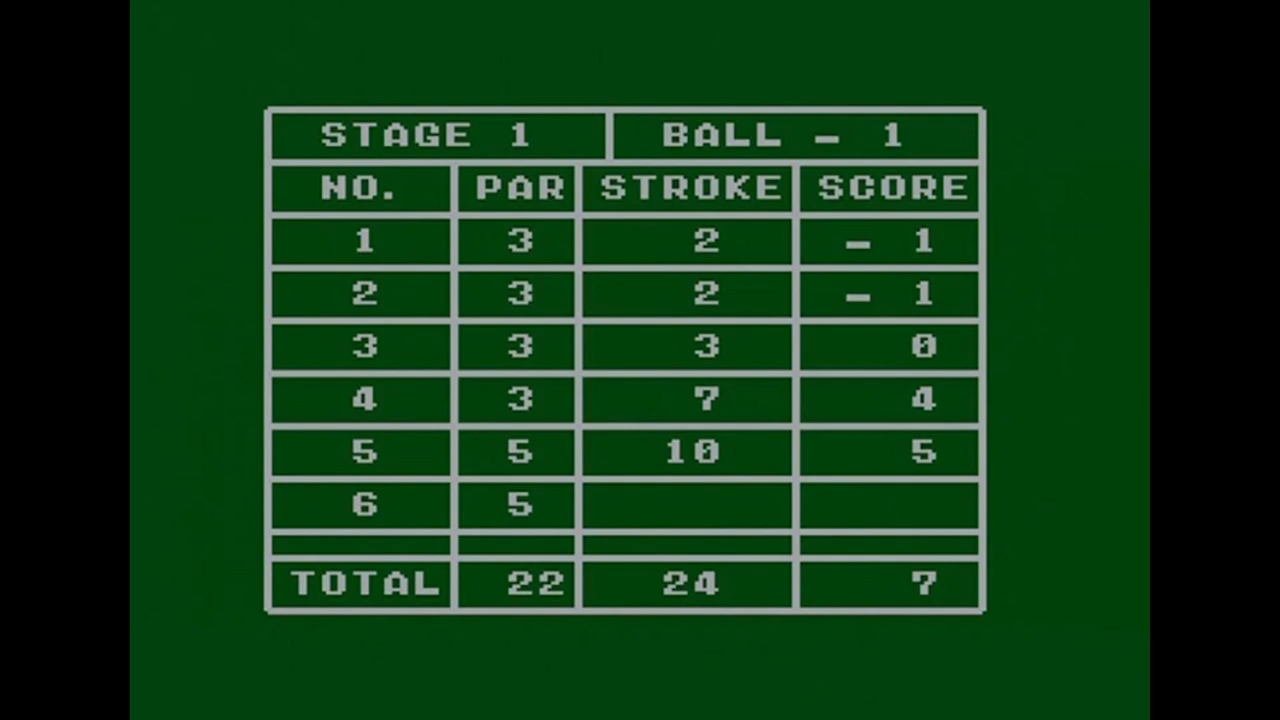 STAGE 1 BALL - 1
NO. PAR STROKE SCORE
1 3 2 - 1
2 3 2 - 1
3 3 3 0
4 3 7 4
5 5 10 5
6 5
TOTAL 22 24 7